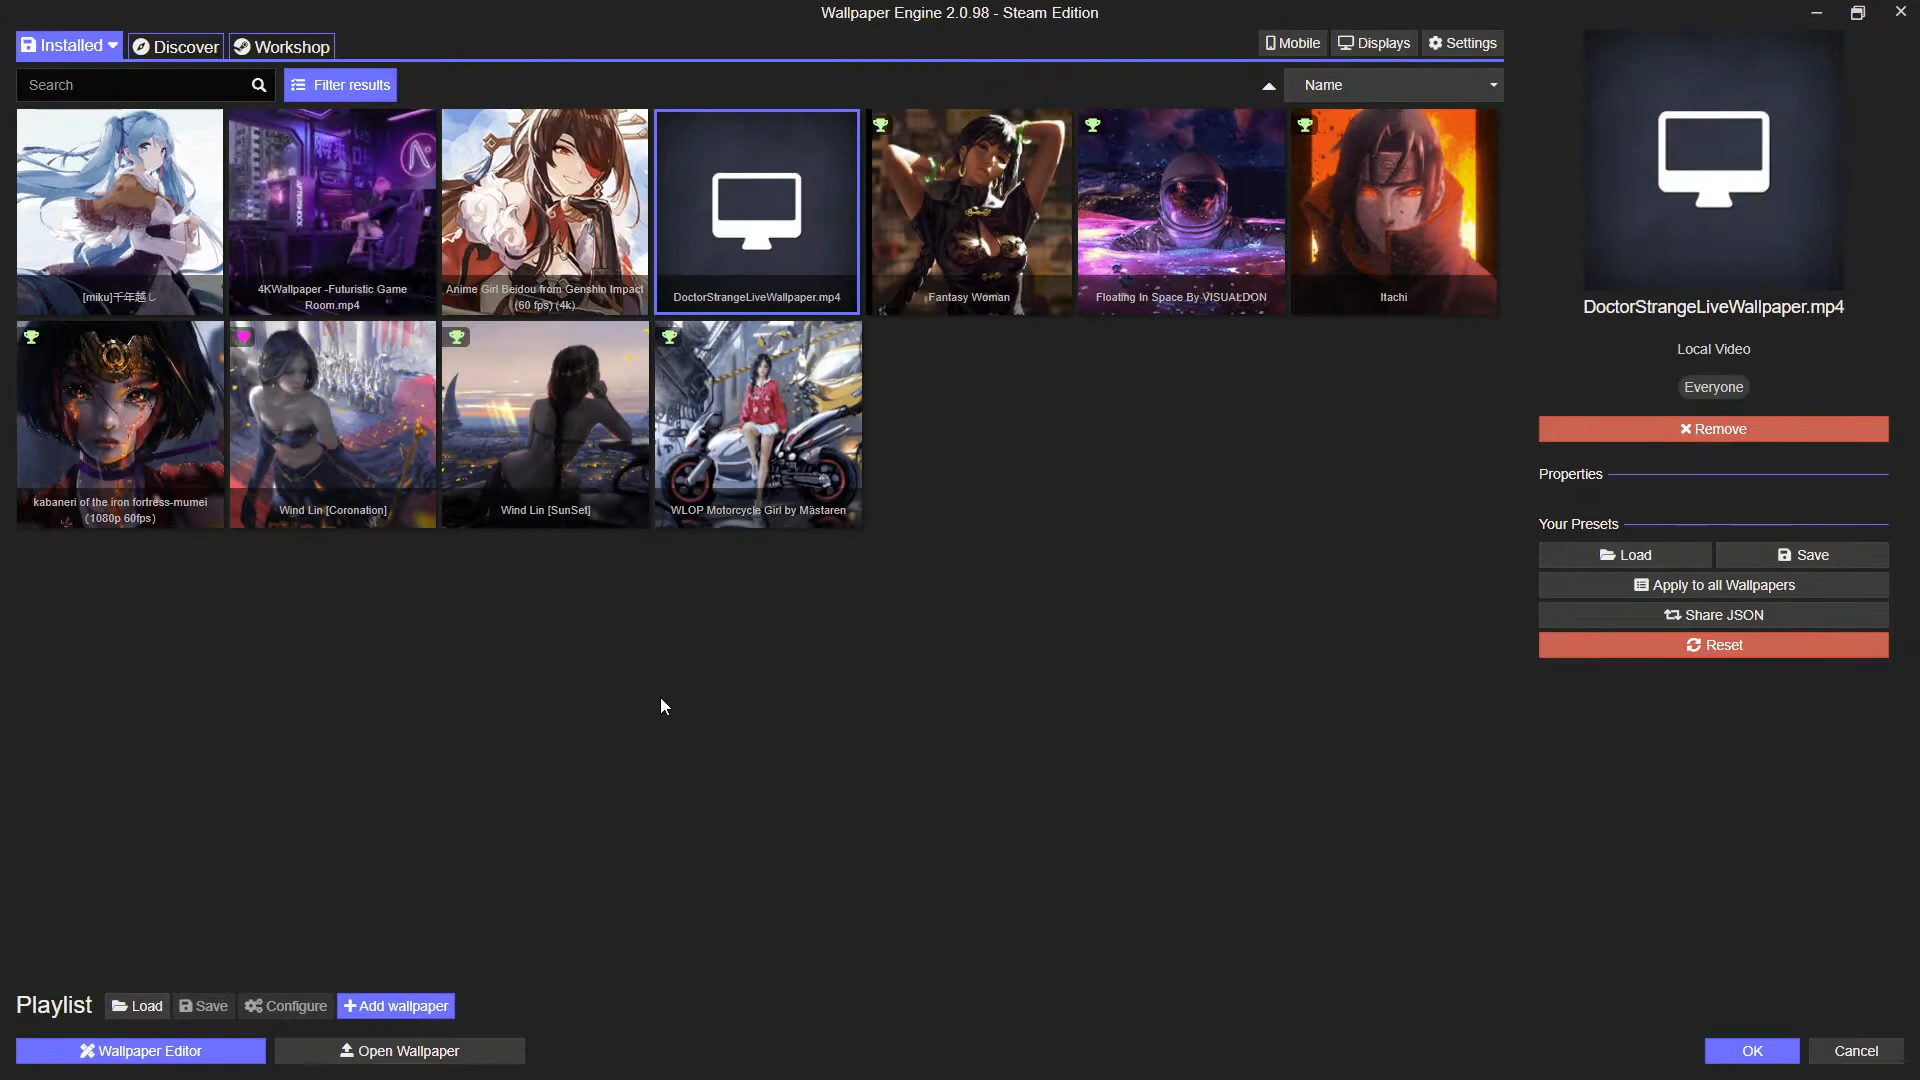 Wallpaper Engine 2.0.98 - Steam Edition
Installed
Discover
Workshop
Mobile
Displays
Settings
Search
Filter results
Name
[miku]千年越し
4KWallpaper -Futuristic Game
Room.mp4
Anime Girl Beidou from Genshin Impact
(60 fps) (4k)
DoctorStrangeLiveWallpaper.mp4
Fantasy Woman
Floating In Space By VISUALDON
Itachi
kabaneri of the iron fortress-mumei
(1080p 60fps)
Wind Lin [Coronation]
Wind Lin [SunSet]
WLOP Motorcycle Girl by Mästaren
DoctorStrangeLiveWallpaper.mp4
Local Video
Everyone
Remove
Properties
Your Presets
Load
Save
Apply to all Wallpapers
Share JSON
Reset
Playlist
Load
Save
Configure
Add wallpaper
Wallpaper Editor
Open Wallpaper
OK
Cancel